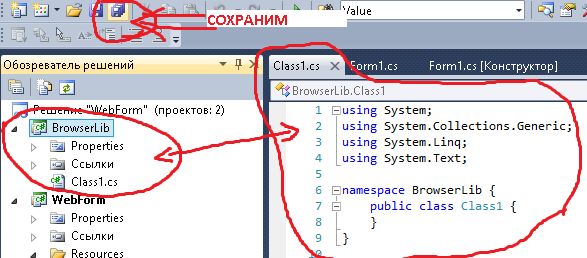 СОХРАНИМ
Value
Обозреватель решений
Решение "WebForm" (проектов: 2)
BrowserLib
Properties
Ссылки
Class1.cs
WebForm
Properties
Ссылки
Resources
Class1.cs
Form1.cs
Form1.cs [Конструктор]
BrowserLib.Class1
1 using System;
2 using System.Collections.Generic;
3 using System.Linq;
4 using System.Text;
5
6 namespace BrowserLib {
7 public class Class1 {
8 }
9 }
10